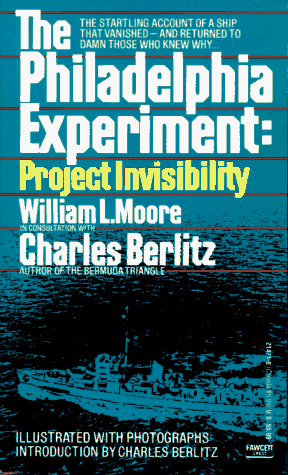 The
THE STARTLING ACCOUNT OF A SHIP
THAT VANISHED—AND RETURNED TO
DAMN THOSE WHO KNEW WHY...
Philadelphia
Experiment:
Project Invisibility
William L. Moore
IN CONSULTATION WITH
Charles Berlitz
AUTHOR OF THE BERMUDA TRIANGLE
ILLUSTRATED WITH PHOTOGRAPHS
INTRODUCTION BY CHARLES BERLITZ
FAWCETT
CREST